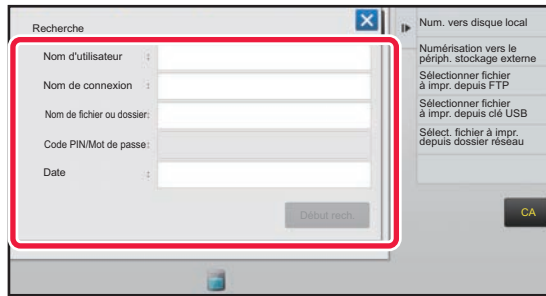 Recherche
Nom d'utilisateur :
Nom de connexion :
Nom de fichier ou dossier:
Code PIN/Mot de passe:
Date :
Début rech.
Num. vers disque local
Numérisation vers le
périph. stockage externe
Sélectionner fichier
à impr. depuis FTP
Sélectionner fichier
à impr. depuis clé USB
Sélect. fichier à impr.
depuis dossier réseau
CA